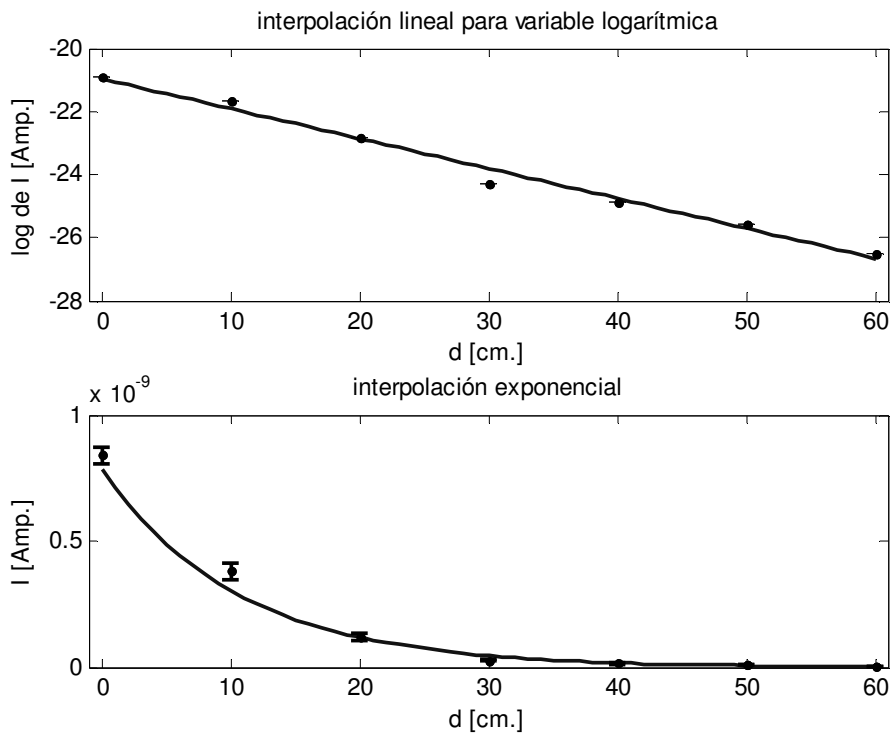 interpolación lineal para variable logarítmica
-20
-22
-24
-26
-28
log de I [Amp.]
0 10 20 30 40 50 60
d [cm.]
x 10-9
interpolación exponencial
1
0.5
0
I [Amp.]
0 10 20 30 40 50 60
d [cm.]